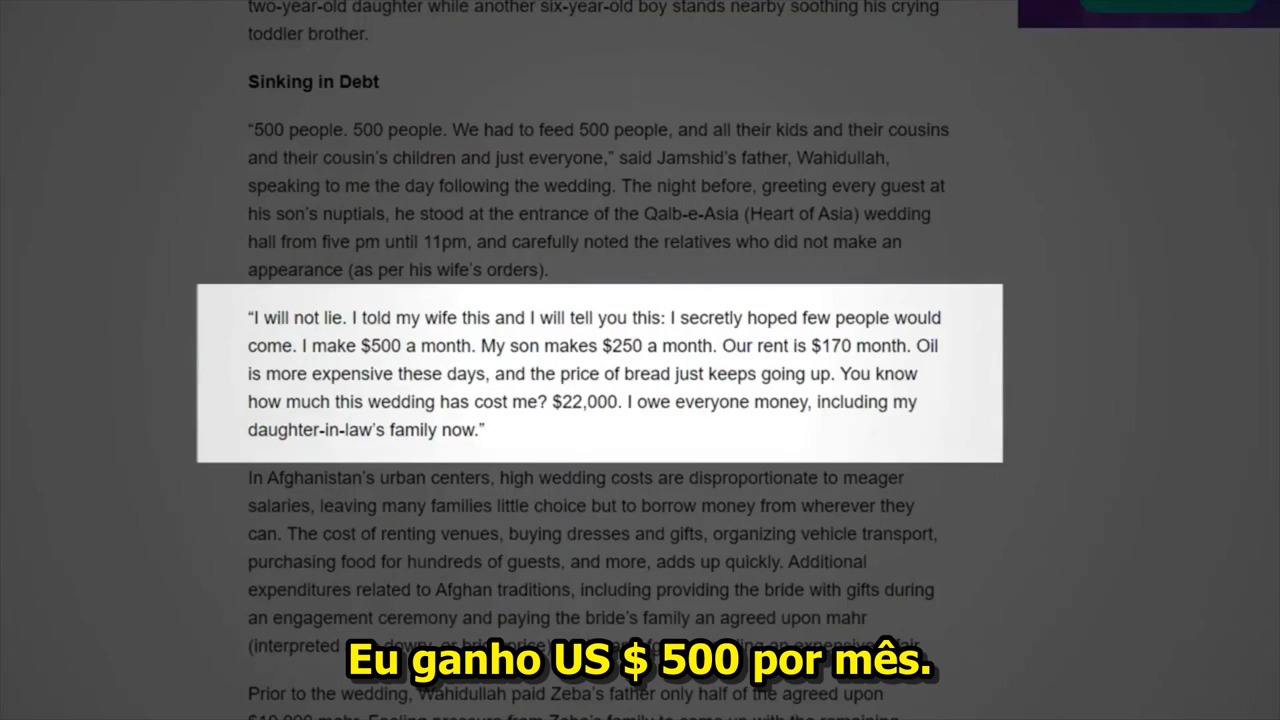 two-year-old daughter while another six-year-old boy stands nearby soothing his crying
toddler brother.
Sinking in Debt
“500 people. 500 people. We had to feed 500 people, and all their kids and their cousins
and their cousin’s children and just everyone,” said Jamshid’s father, Wahidullah,
speaking to me the day following the wedding. The night before, greeting every guest at
his son’s nuptials, he stood at the entrance of the Qalb-e-Asia (Heart of Asia) wedding
hall from five pm until 11pm, and carefully noted the relatives who did not make an
appearance (as per his wife’s orders).
“I will not lie. I told my wife this and I will tell you this: I secretly hoped few people would
come. I make $500 a month. My son makes $250 a month. Our rent is $170 month. Oil
is more expensive these days, and the price of bread just keeps going up. You know
how much this wedding has cost me? $22,000. I owe everyone money, including my
daughter-in-law’s family now.”
In Afghanistan’s urban centers, high wedding costs are disproportionate to meager
salaries, leaving many families little choice but to borrow money from wherever they
can. The cost of renting venues, buying dresses and gifts, organizing vehicle transport,
purchasing food for hundreds of guests, and more, adds up quickly. Additional
expenditures related to Afghan traditions, including providing the bride with gifts during
an engagement ceremony and paying the bride’s family an agreed upon mahr
(interpreted
Eu ganho US $ 500 por mês.
Prior to the wedding, Wahidullah paid Zeba’s father only half of the agreed upon